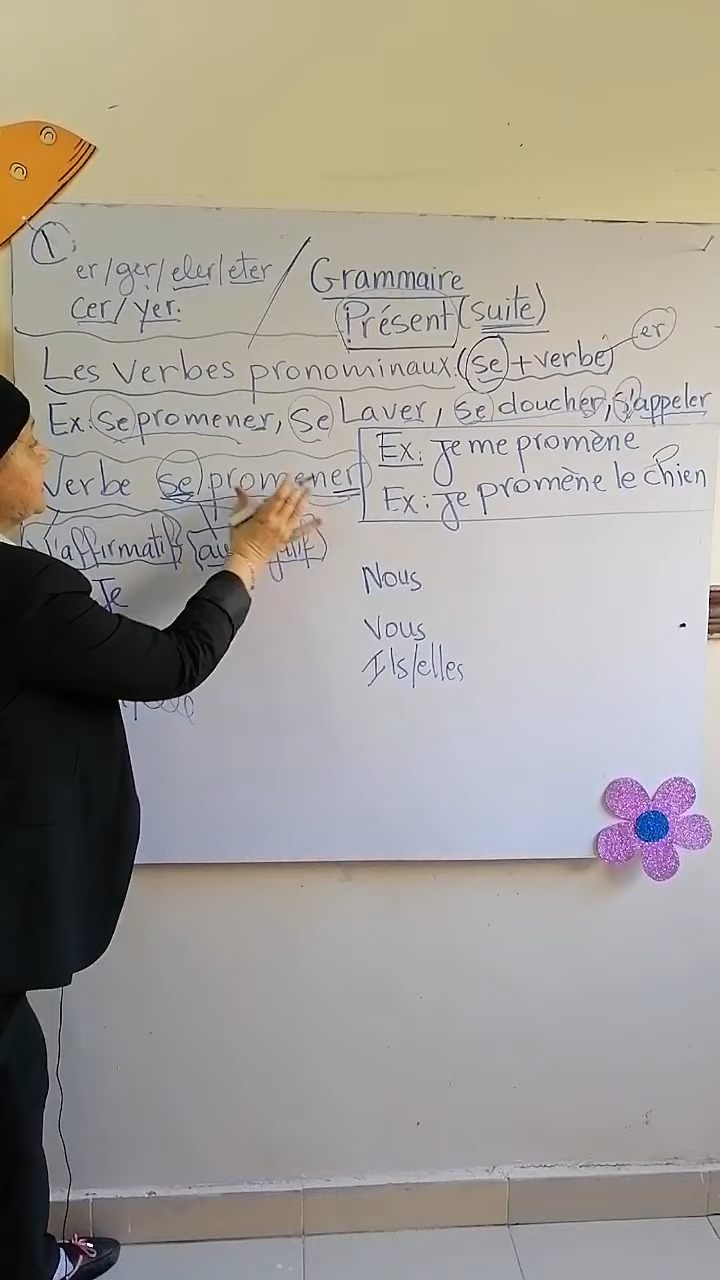 1
er/ger/eler/eter / Grammaire
cer/yer. Présent (suite)
Les verbes pronominaux (se + verbe) er
Ex: se promener, se Laver, se doucher, s'appeler
Verbe se promener
Ex: je me promène
Ex: je promène le chien
à l'affirmatif (au
Je
Nous
Vous
Ils/elles